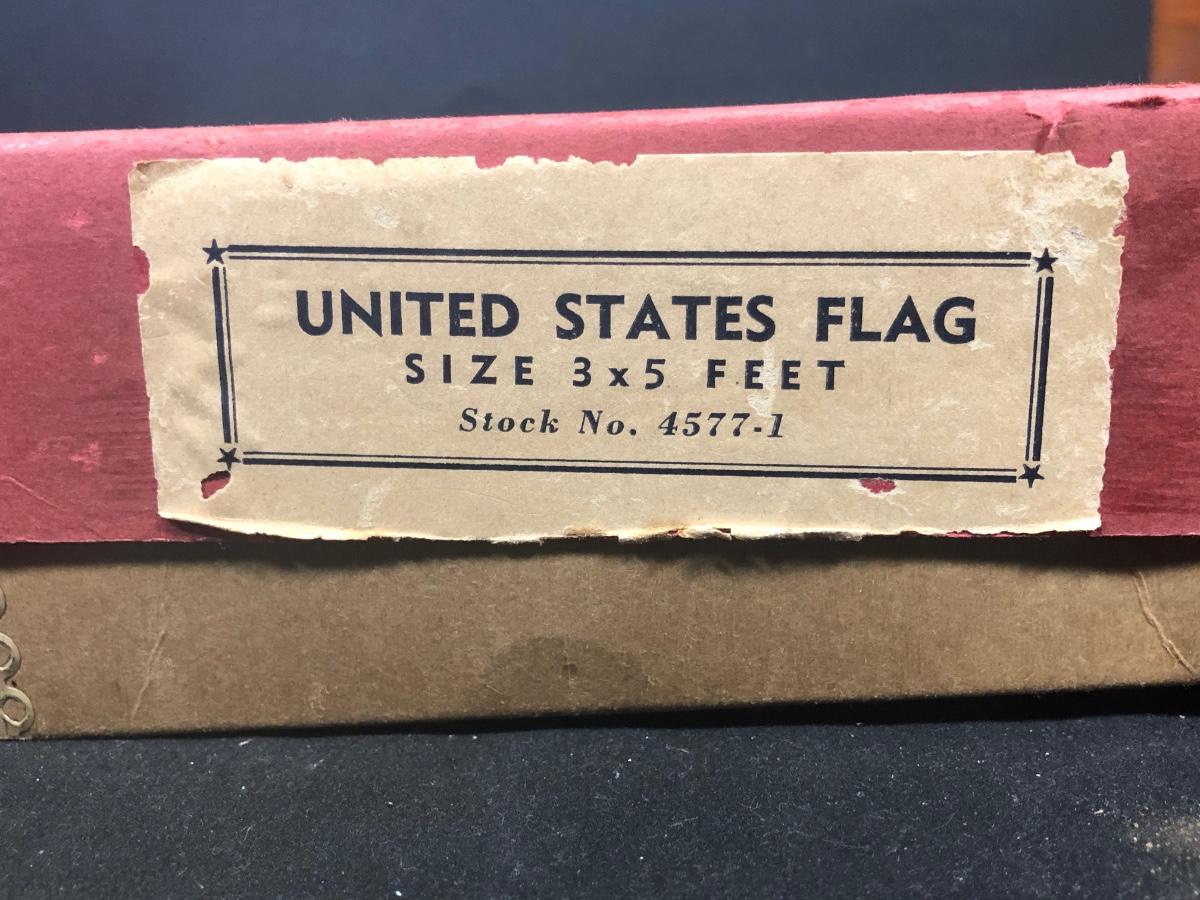 UNITED STATES FLAG
SIZE 3x5 FEET
Stock No. 4577-1